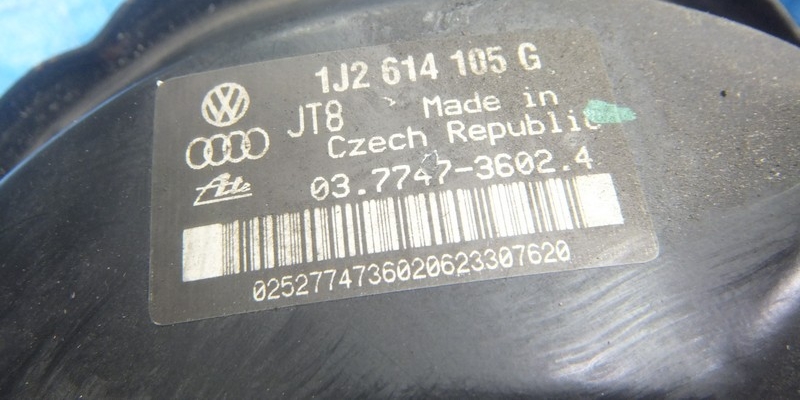 1J2 614 105 G
JT8 Made in
Czech Republic
Ate 03.7747-3602.4
0252774736020623307620